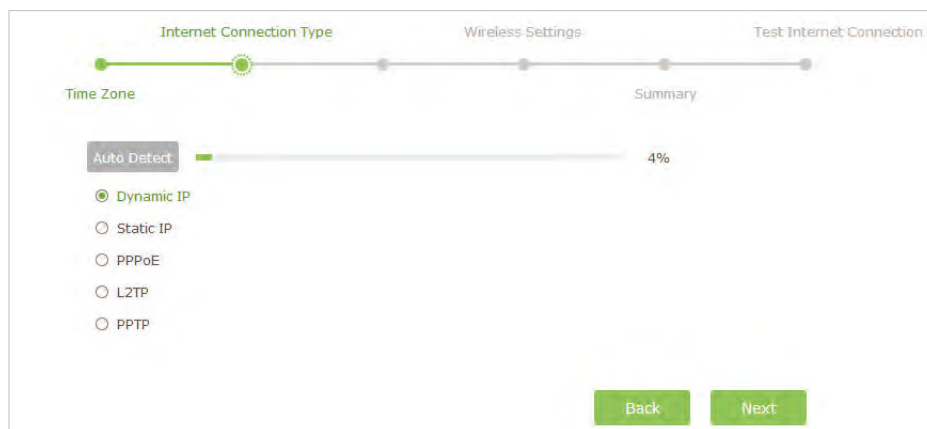 Internet Connection Type Wireless Settings Test Internet Connection
Time Zone Summary
Auto Detect 4%
Dynamic IP
Static IP
PPPoE
L2TP
PPTP
Back Next